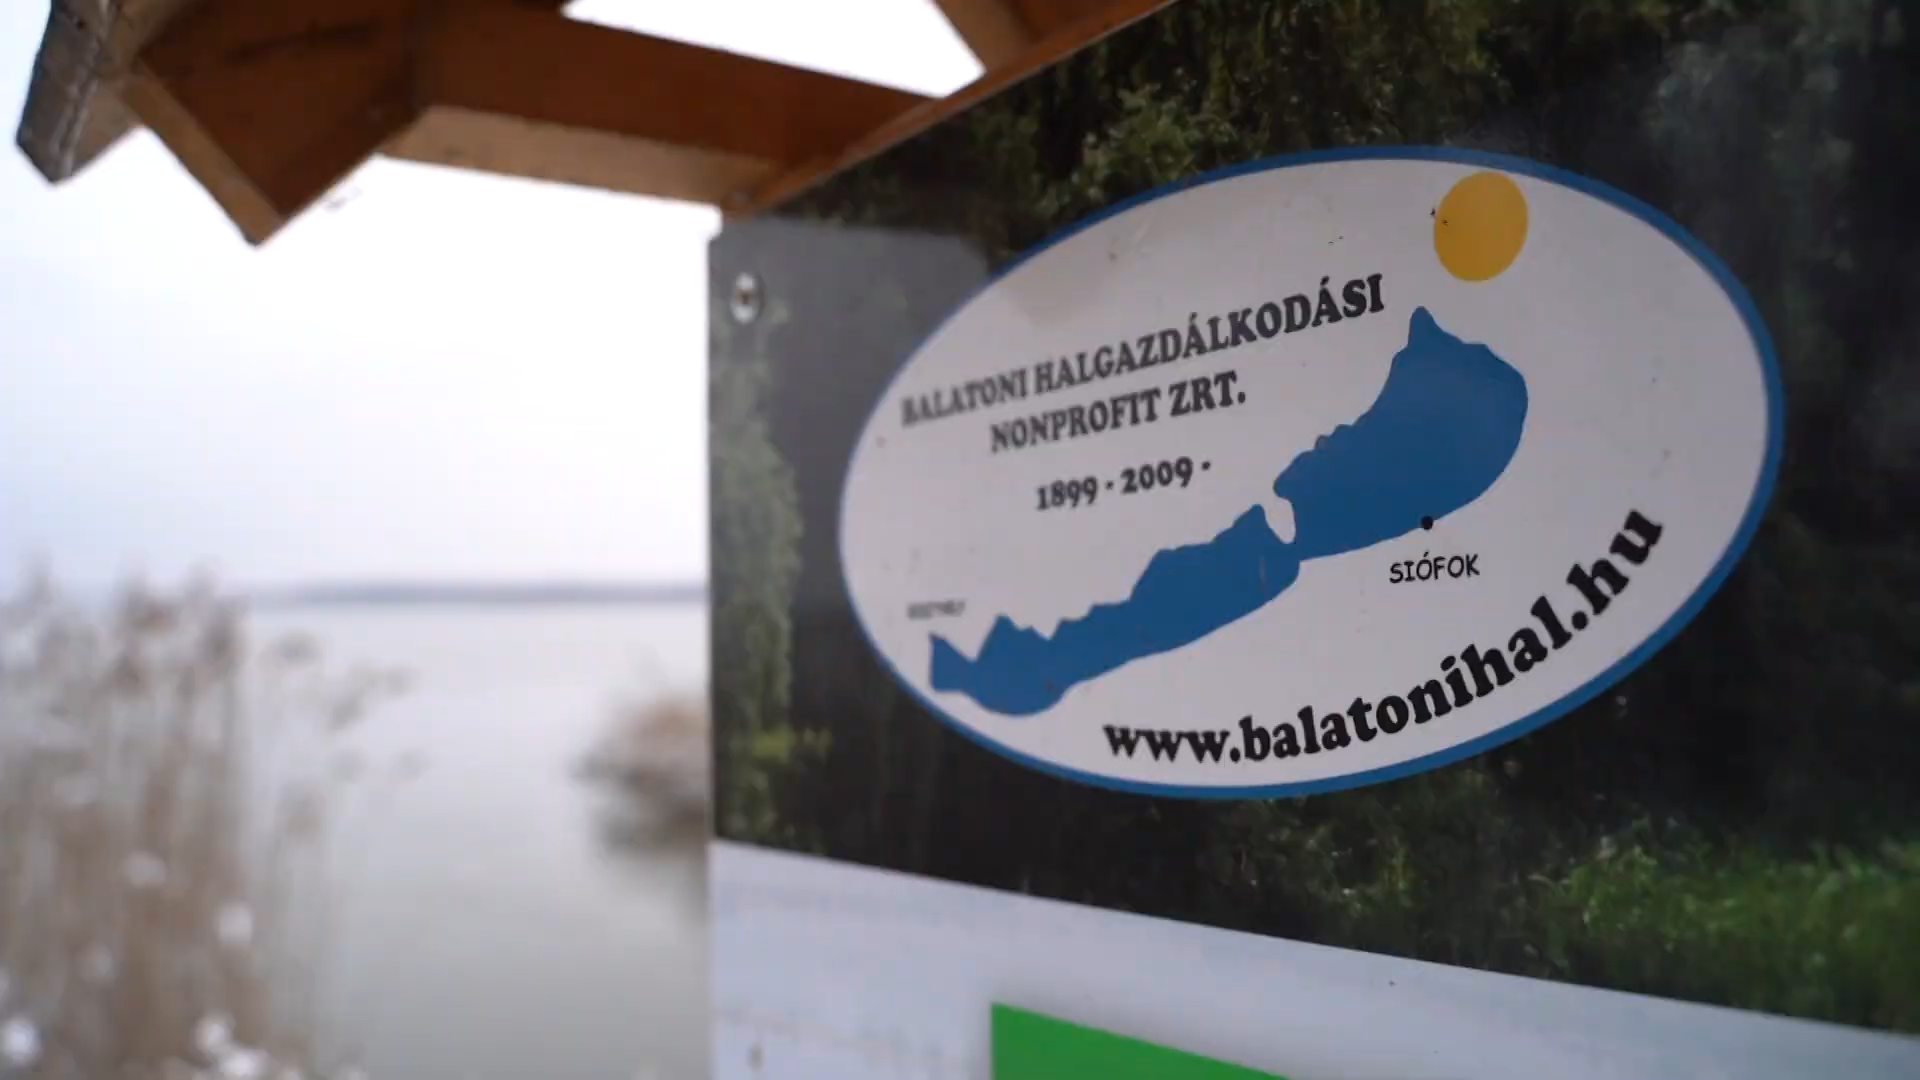 BALATONI HALGAZDÁLKODÁSI
NONPROFIT ZRT.
1899 - 2009 -
SIÓFOK
www.balatonihal.hu